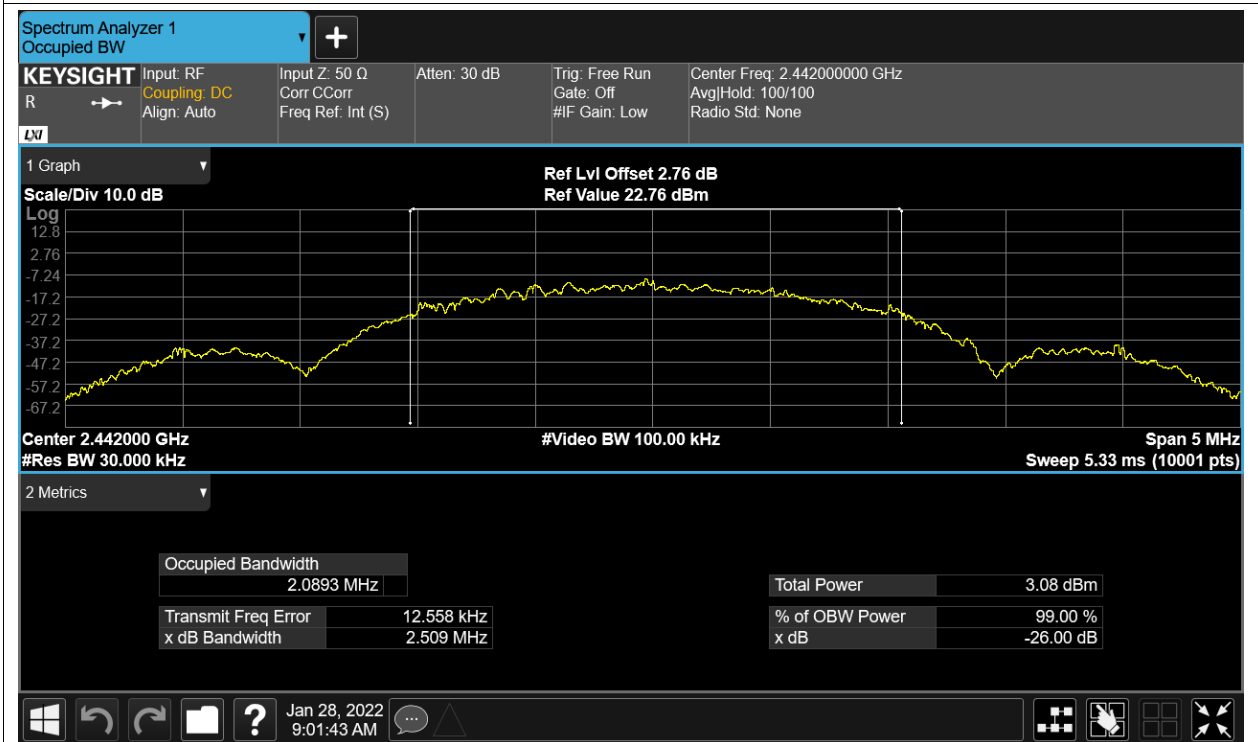 Spectrum Analyzer 1
Occupied BW
▼
+
KEYSIGHT
R
LXI
Input: RF
Coupling: DC
Align: Auto
Input Z: 50 Ω
Corr CCorr
Freq Ref: Int (S)
Atten: 30 dB
Trig: Free Run
Gate: Off
#IF Gain: Low
Center Freq: 2.442000000 GHz
Avg|Hold: 100/100
Radio Std: None
1 Graph ▼
Scale/Div 10.0 dB
Ref Lvl Offset 2.76 dB
Ref Value 22.76 dBm
Log
12.8
2.76
-7.24
-17.2
-27.2
-37.2
-47.2
-57.2
-67.2
Center 2.442000 GHz
#Video BW 100.00 kHz
Span 5 MHz
#Res BW 30.000 kHz
Sweep 5.33 ms (10001 pts)
2 Metrics ▼
Occupied Bandwidth
2.0893 MHz
Total Power 3.08 dBm
Transmit Freq Error 12.558 kHz
% of OBW Power 99.00 %
x dB Bandwidth 2.509 MHz
x dB -26.00 dB
?
Jan 28, 2022
9:01:43 AM